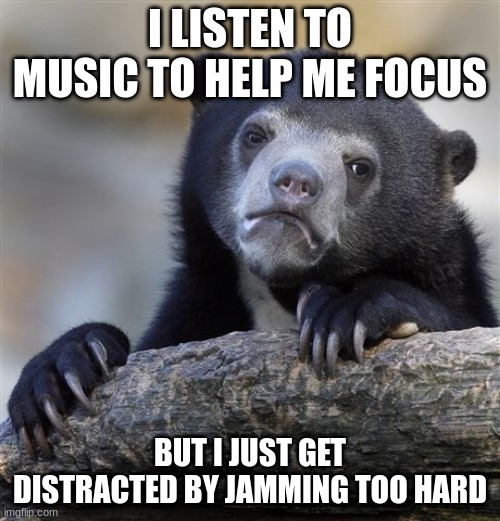 I LISTEN TO
MUSIC TO HELP ME FOCUS
BUT I JUST GET
DISTRACTED BY JAMMING TOO HARD
imgflip.com